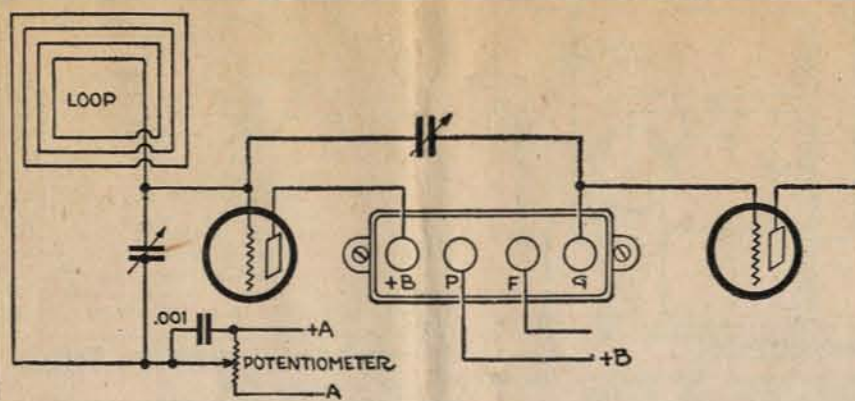 LOOP
+B P F G
.001
+A
POTENTIOMETER
+B
A